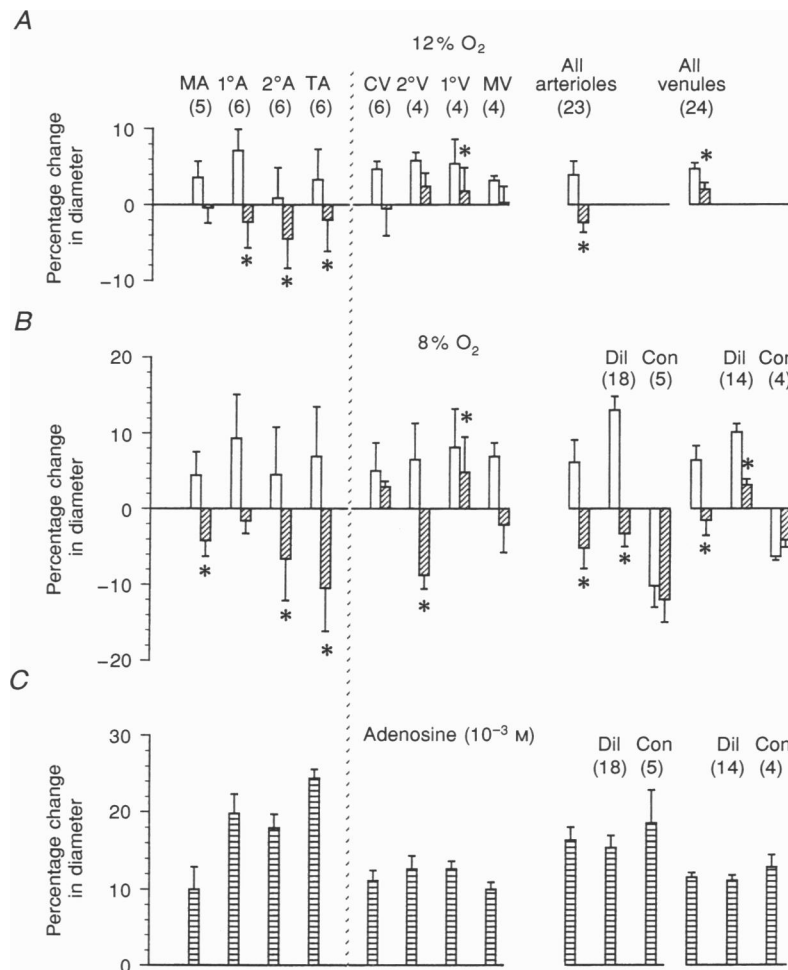 A
12% O₂
MA 1°A 2°A TA CV 2°V 1°V MV All arterioles All venules
(5) (6) (6) (6) (6) (4) (4) (4) (23) (24)
Percentage change in diameter
10
0
−10
* * * * * *
B
8% O₂
Dil Con Dil Con
(18) (5) (14) (4)
Percentage change in diameter
20
10
0
−10
−20
* * * * * * * * *
C
Adenosine (10⁻³ M)
Dil Con Dil Con
(18) (5) (14) (4)
Percentage change in diameter
30
20
10
0